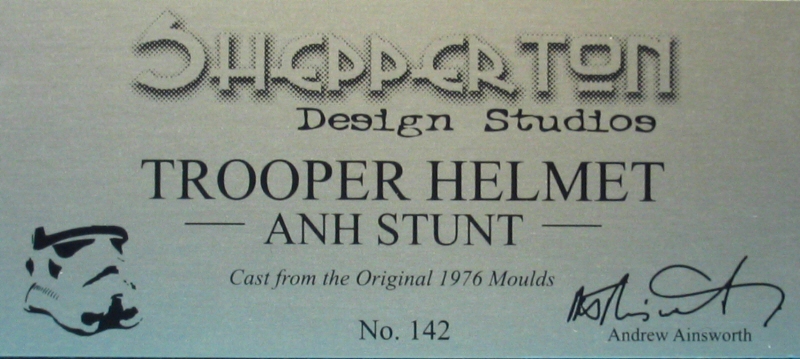 SHEPPERTON
Design Studios
TROOPER HELMET
— ANH STUNT —
Cast from the Original 1976 Moulds
No. 142
Andrew Ainsworth